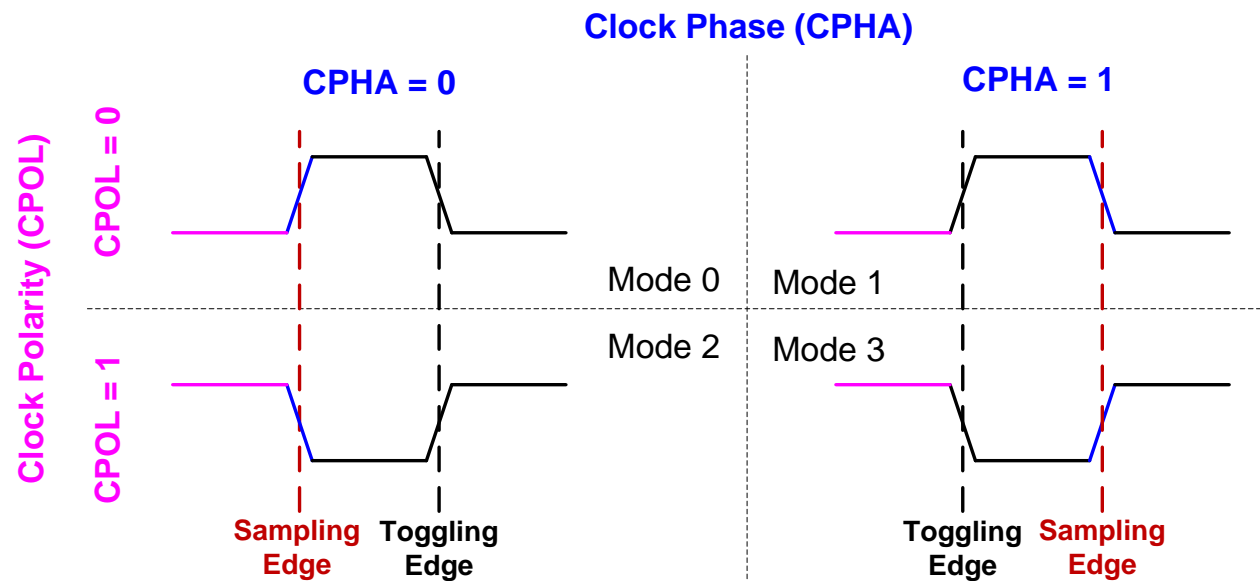 Clock Phase (CPHA)
CPHA = 0
CPHA = 1
Clock Polarity (CPOL)
CPOL = 0
CPOL = 1
Mode 0
Mode 1
Mode 2
Mode 3
Sampling
Edge
Toggling
Edge
Toggling
Edge
Sampling
Edge